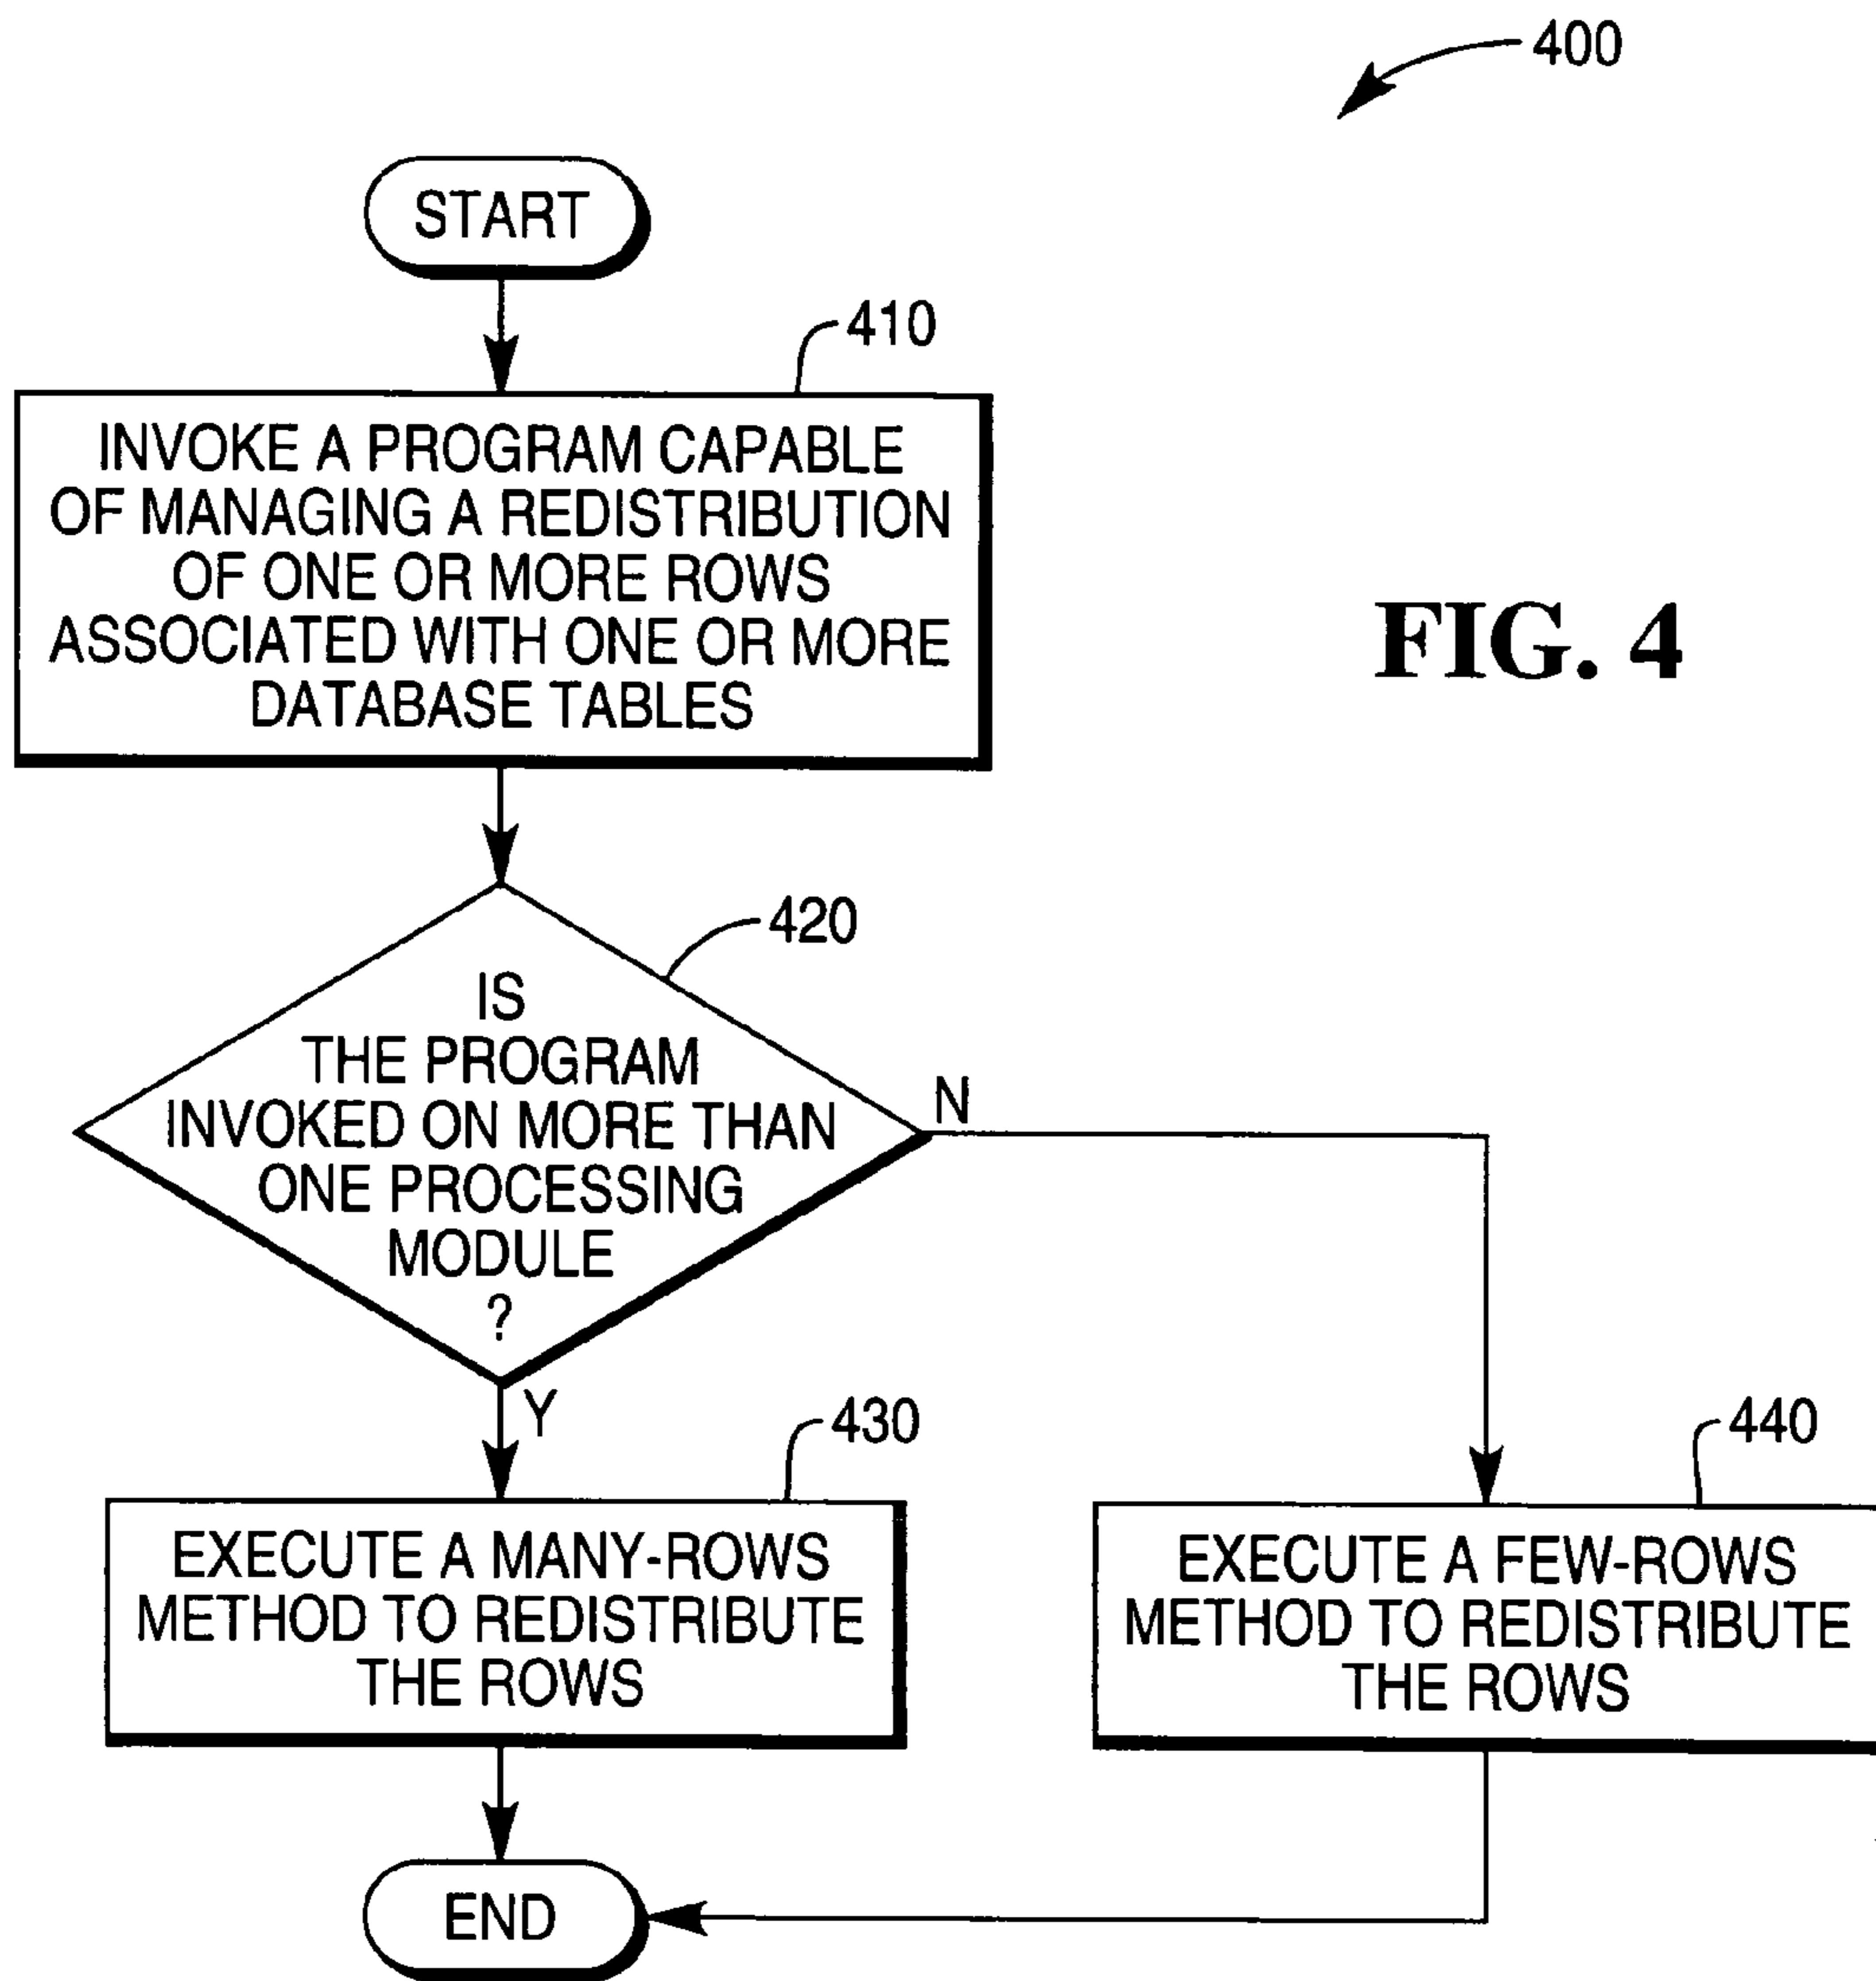 400
START
410
INVOKE A PROGRAM CAPABLE
OF MANAGING A REDISTRIBUTION
OF ONE OR MORE ROWS
ASSOCIATED WITH ONE OR MORE
DATABASE TABLES
FIG. 4
420
IS
THE PROGRAM
INVOKED ON MORE THAN
ONE PROCESSING
MODULE
?
N
Y
430
EXECUTE A MANY-ROWS
METHOD TO REDISTRIBUTE
THE ROWS
440
EXECUTE A FEW-ROWS
METHOD TO REDISTRIBUTE
THE ROWS
END